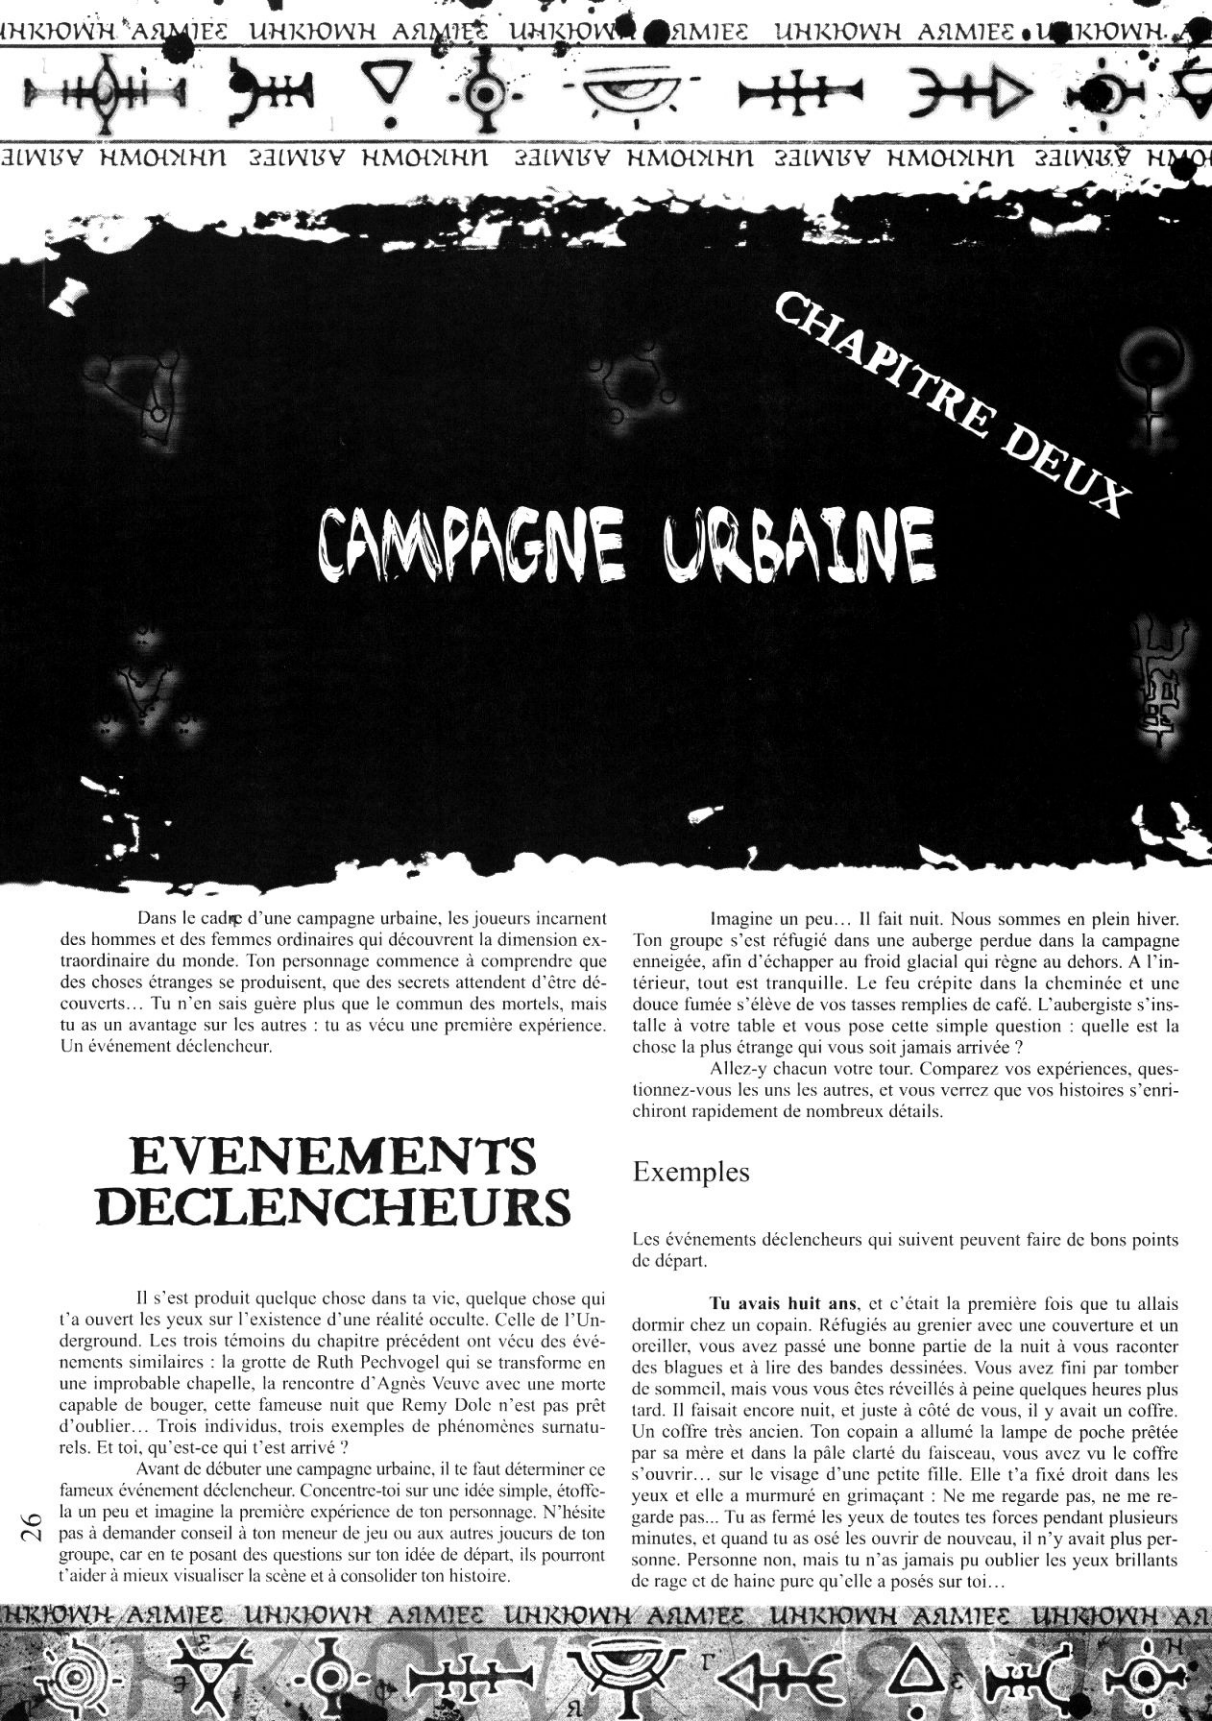 UNKNOWN ARMIES UNKNOWN ARMIES UNKNOWN ARMIES UNKNOWN ARMIES UNKNOWN
UNKNOWN ARMIES UNKNOWN ARMIES UNKNOWN ARMIES UNKNOWN ARMIES
CHAPITRE DEUX
CAMPAGNE URBAINE
Dans le cadre d'une campagne urbaine, les joueurs incarnent
des hommes et des femmes ordinaires qui découvrent la dimension ex-
traordinaire du monde. Ton personnage commence à comprendre que
des choses étranges se produisent, que des secrets attendent d'être dé-
couverts... Tu n'en sais guère plus que le commun des mortels, mais
tu as un avantage sur les autres : tu as vécu une première expérience.
Un événement déclencheur.
EVENEMENTS
DECLENCHEURS
Il s'est produit quelque chose dans ta vie, quelque chose qui
t'a ouvert les yeux sur l'existence d'une réalité occulte. Celle de l'Un-
derground. Les trois témoins du chapitre précédent ont vécu des évé-
nements similaires : la grotte de Ruth Pechvogel qui se transforme en
une improbable chapelle, la rencontre d'Agnès Veuve avec une morte
capable de bouger, cette fameuse nuit que Remy Dole n'est pas prêt
d'oublier... Trois individus, trois exemples de phénomènes surnatu-
rels. Et toi, qu'est-ce qui t'est arrivé ?
Avant de débuter une campagne urbaine, il te faut déterminer ce
fameux événement déclencheur. Concentre-toi sur une idée simple, étoffe-
la un peu et imagine la première expérience de ton personnage. N'hésite
pas à demander conseil à ton meneur de jeu ou aux autres joueurs de ton
groupe, car en te posant des questions sur ton idée de départ, ils pourront
t'aider à mieux visualiser la scène et à consolider ton histoire.
Imagine un peu... Il fait nuit. Nous sommes en plein hiver.
Ton groupe s'est réfugié dans une auberge perdue dans la campagne
enneigée, afin d'échapper au froid glacial qui règne au dehors. A l'in-
térieur, tout est tranquille. Le feu crépite dans la cheminée et une
douce fumée s'élève de vos tasses remplies de café. L'aubergiste s'ins-
talle à votre table et vous pose cette simple question : quelle est la
chose la plus étrange qui vous soit jamais arrivée ?
Allez-y chacun votre tour. Comparez vos expériences, ques-
tionnez-vous les uns les autres, et vous verrez que vos histoires s'enri-
chiront rapidement de nombreux détails.
Exemples
Les événements déclencheurs qui suivent peuvent faire de bons points
de départ.
Tu avais huit ans, et c'était la première fois que tu allais
dormir chez un copain. Réfugiés au grenier avec une couverture et un
oreiller, vous avez passé une bonne partie de la nuit à vous raconter
des blagues et à lire des bandes dessinées. Vous avez fini par tomber
de sommeil, mais vous vous êtes réveillés à peine quelques heures plus
tard. Il faisait encore nuit, et juste à côté de vous, il y avait un coffre.
Un coffre très ancien. Ton copain a allumé la lampe de poche prêtée
par sa mère et dans la pâle clarté du faisceau, vous avez vu le coffre
s'ouvrir... sur le visage d'une petite fille. Elle t'a fixé droit dans les
yeux et elle a murmuré en grimaçant : Ne me regarde pas, ne me re-
garde pas... Tu as fermé les yeux de toutes tes forces pendant plusieurs
minutes, et quand tu as osé les ouvrir de nouveau, il n'y avait plus per-
sonne. Personne non, mais tu n'as jamais pu oublier les yeux brillants
de rage et de haine pure qu'elle a posés sur toi...
26
UNKNOWN ARMIES UNKNOWN ARMIES UNKNOWN ARMIES UNKNOWN ARMIES UNKNOWN AR